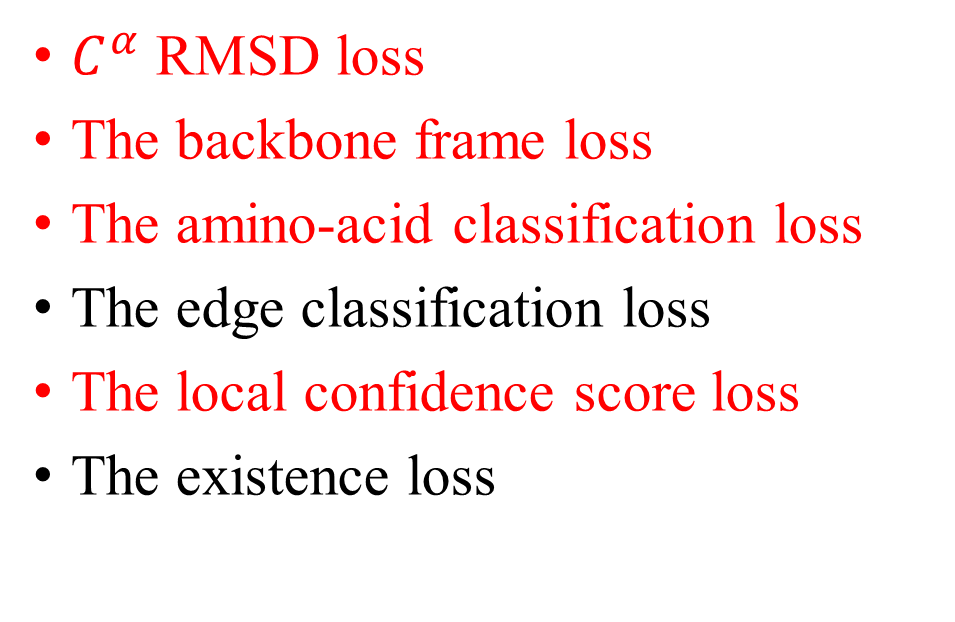 • 𝐶^𝛼 RMSD loss
• The backbone frame loss
• The amino-acid classification loss
• The edge classification loss
• The local confidence score loss
• The existence loss